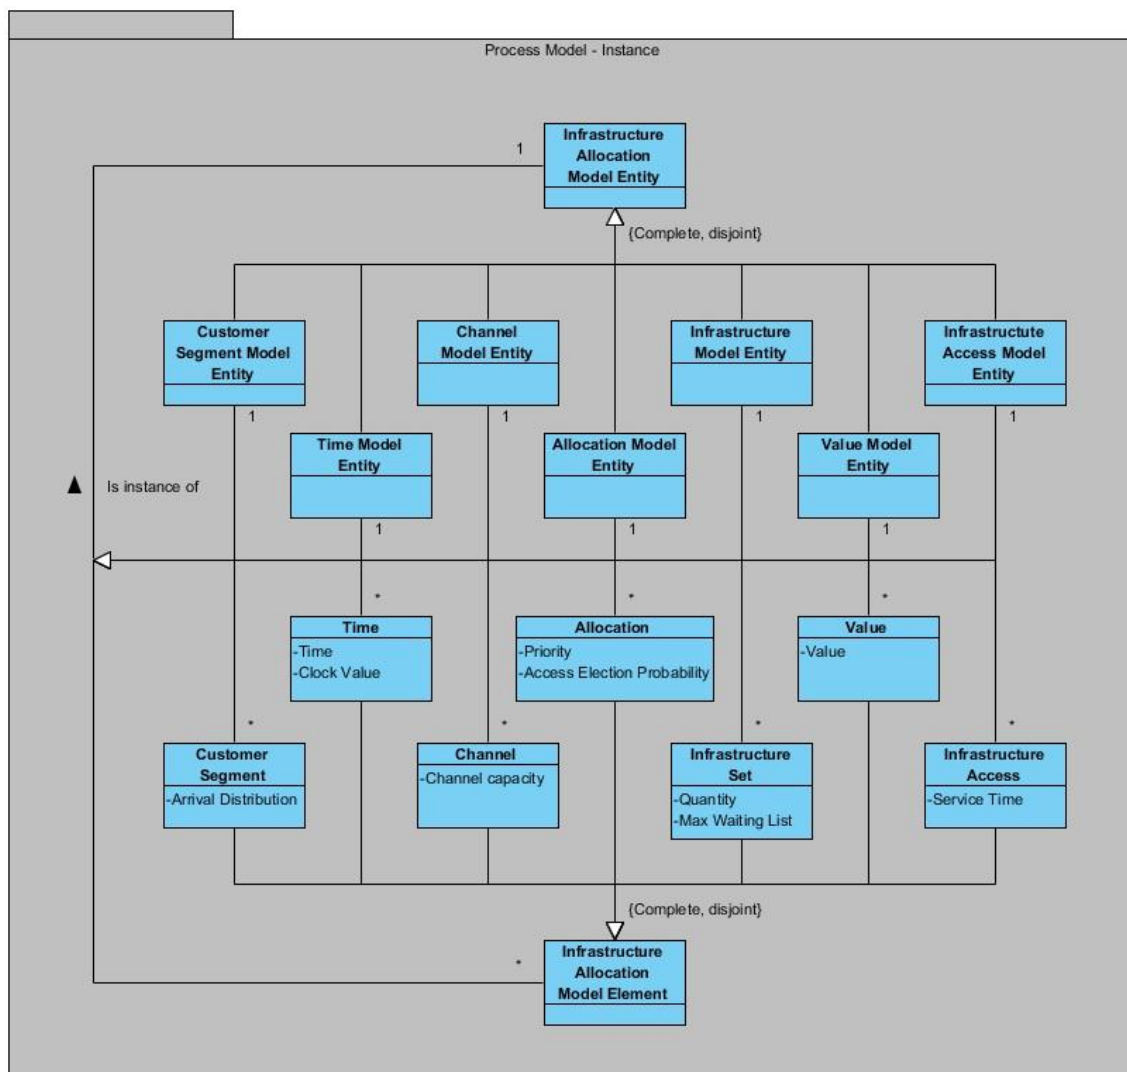 Process Model - Instance
Infrastructure
Allocation
Model Entity
1
{Complete, disjoint}
Customer
Segment Model
Entity
Channel
Model Entity
Infrastructure
Model Entity
Infrastructute
Access Model
Entity
1
1
1
1
Time Model
Entity
Allocation Model
Entity
Value Model
Entity
Is instance of
1
1
1
*
*
*
Time
-Time
-Clock Value
Allocation
-Priority
-Access Election Probability
Value
-Value
*
*
*
*
Customer
Segment
-Arrival Distribution
Channel
-Channel capacity
Infrastructure
Set
-Quantity
-Max Waiting List
Infrastructure
Access
-Service Time
{Complete, disjoint}
*
Infrastructure
Allocation
Model Element